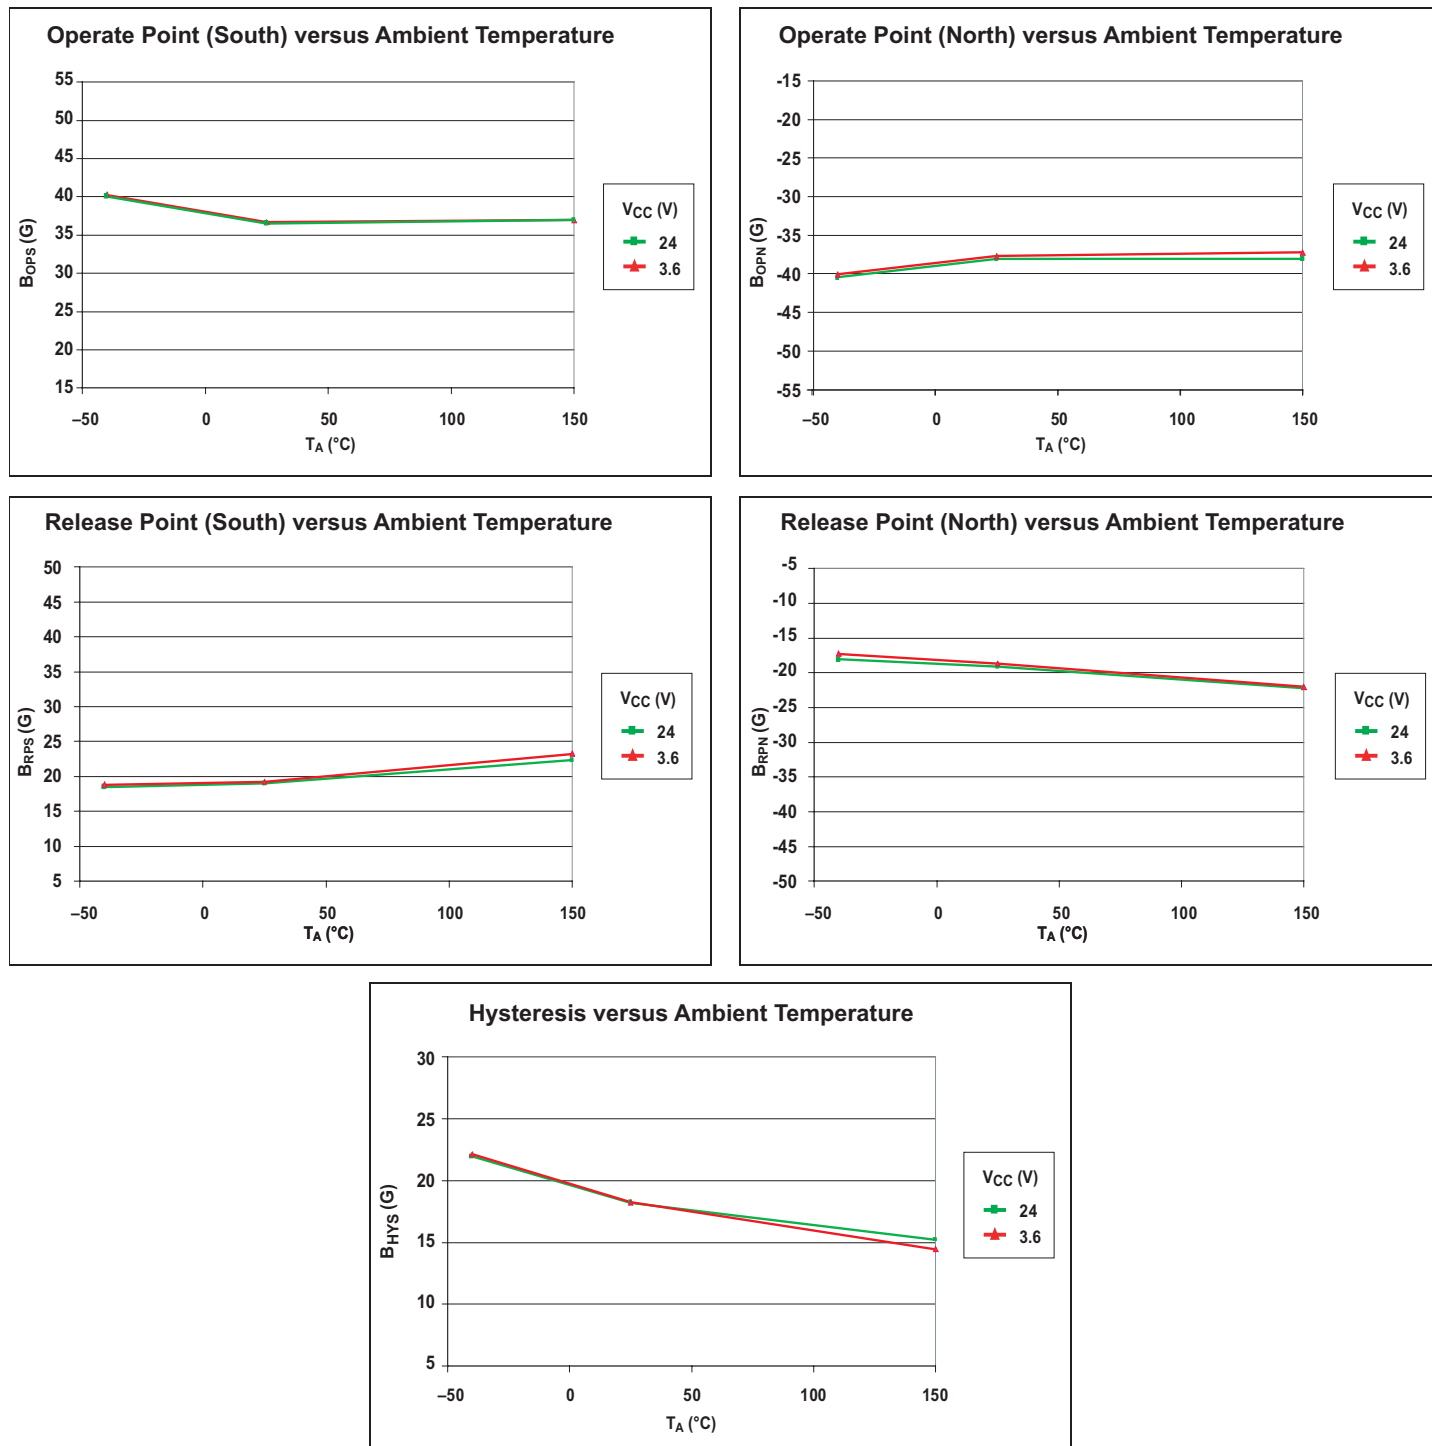 Operate Point (South) versus Ambient Temperature
55
50
45
40
35
30
25
20
15
BOPS (G)
–50 0 50 100 150
TA (°C)
VCC (V)
24
3.6
Operate Point (North) versus Ambient Temperature
-15
-20
-25
-30
-35
-40
-45
-50
-55
BOPN (G)
–50 0 50 100 150
TA (°C)
VCC (V)
24
3.6
Release Point (South) versus Ambient Temperature
50
45
40
35
30
25
20
15
10
5
BRPS (G)
–50 0 50 100 150
TA (°C)
VCC (V)
24
3.6
Release Point (North) versus Ambient Temperature
-5
-10
-15
-20
-25
-30
-35
-40
-45
-50
BRPN (G)
–50 0 50 100 150
TA (°C)
VCC (V)
24
3.6
Hysteresis versus Ambient Temperature
30
25
20
15
10
5
BHYS (G)
–50 0 50 100 150
TA (°C)
VCC (V)
24
3.6